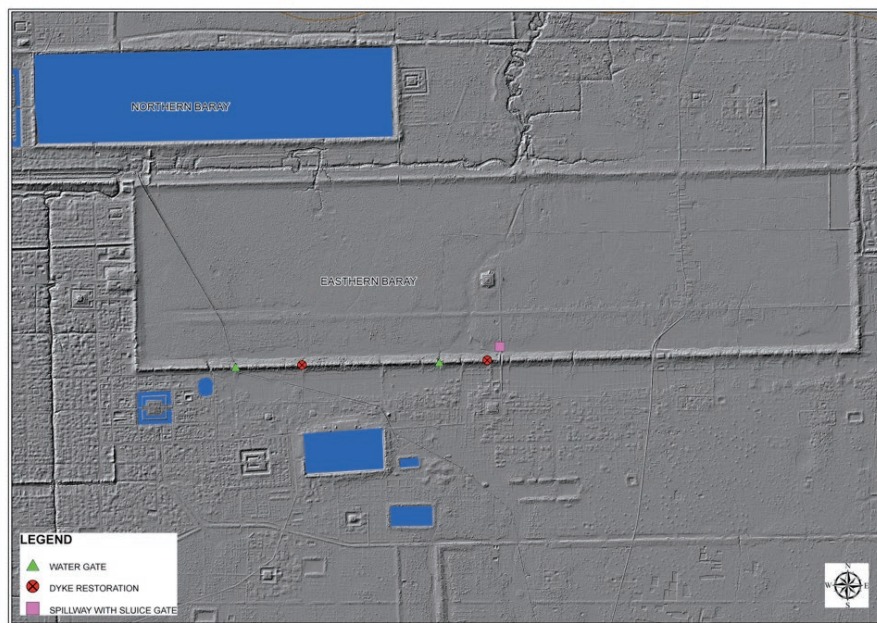 NORTHERN BARAY
EASTHERN BARAY
LEGEND
WATER GATE
DYKE RESTORATION
SPILLWAY WITH SLUICE GATE
N
W E
S